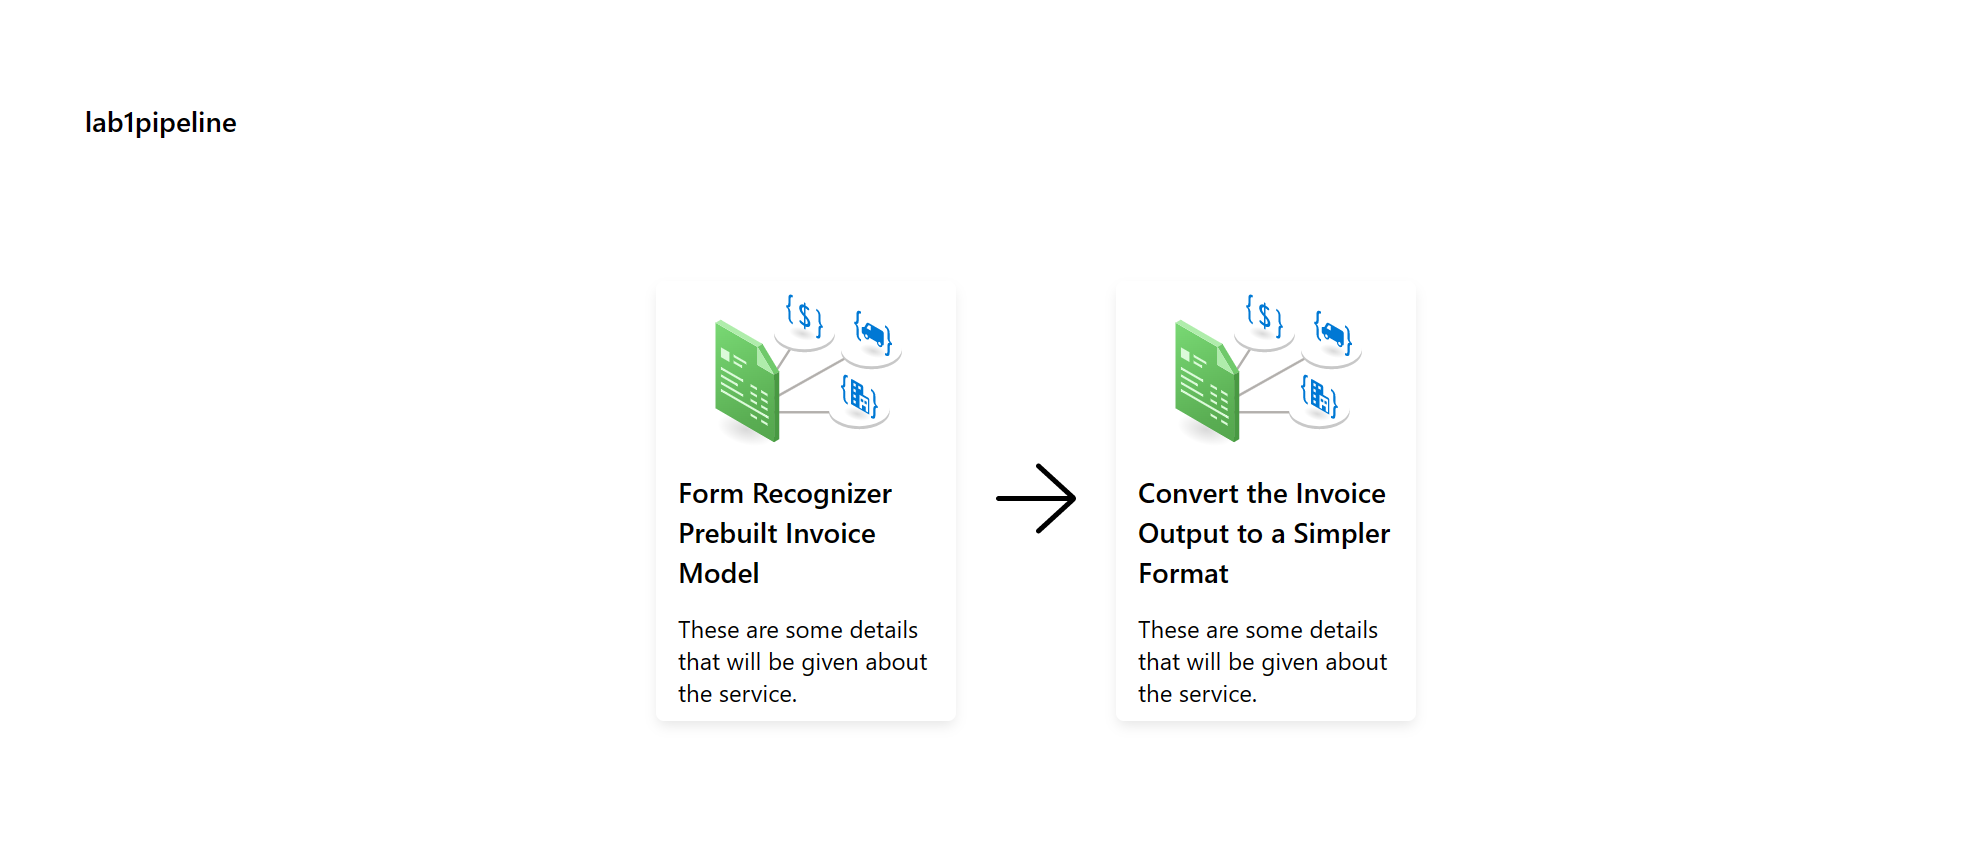 lab1pipeline
{$}
Form Recognizer
Prebuilt Invoice
Model
These are some details
that will be given about
the service.
{$}
Convert the Invoice
Output to a Simpler
Format
These are some details
that will be given about
the service.